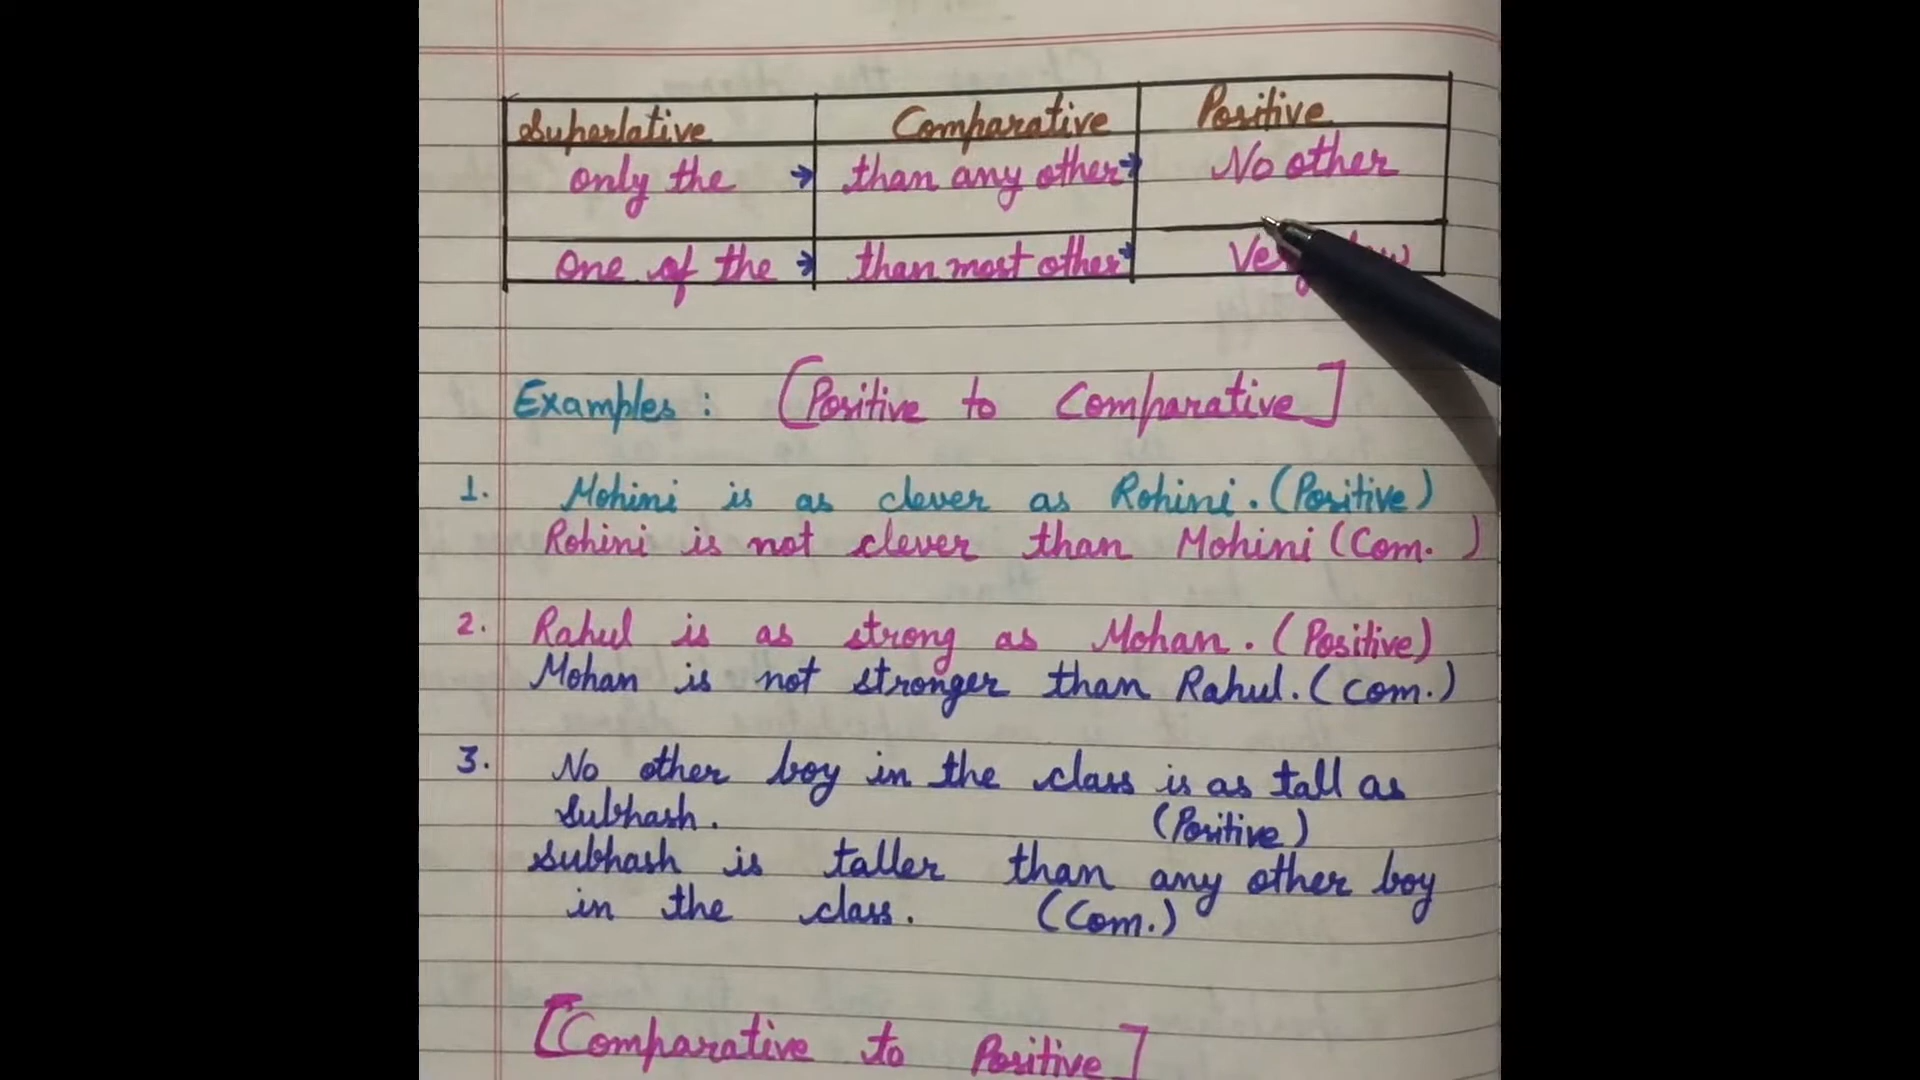 Superlative Comparative Positive
only the → than any other → No other
One of the → than most other →
Examples : [Positive to Comparative]
1. Mohini is as clever as Rohini. (Positive)
Rohini is not clever than Mohini (Com. )
2. Rahul is as strong as Mohan. (Positive)
Mohan is not stronger than Rahul. (Com.)
3. No other boy in the class is as tall as
Subhash. (Positive)
Subhash is taller than any other boy
in the class. (Com.)
[Comparative to Positive]